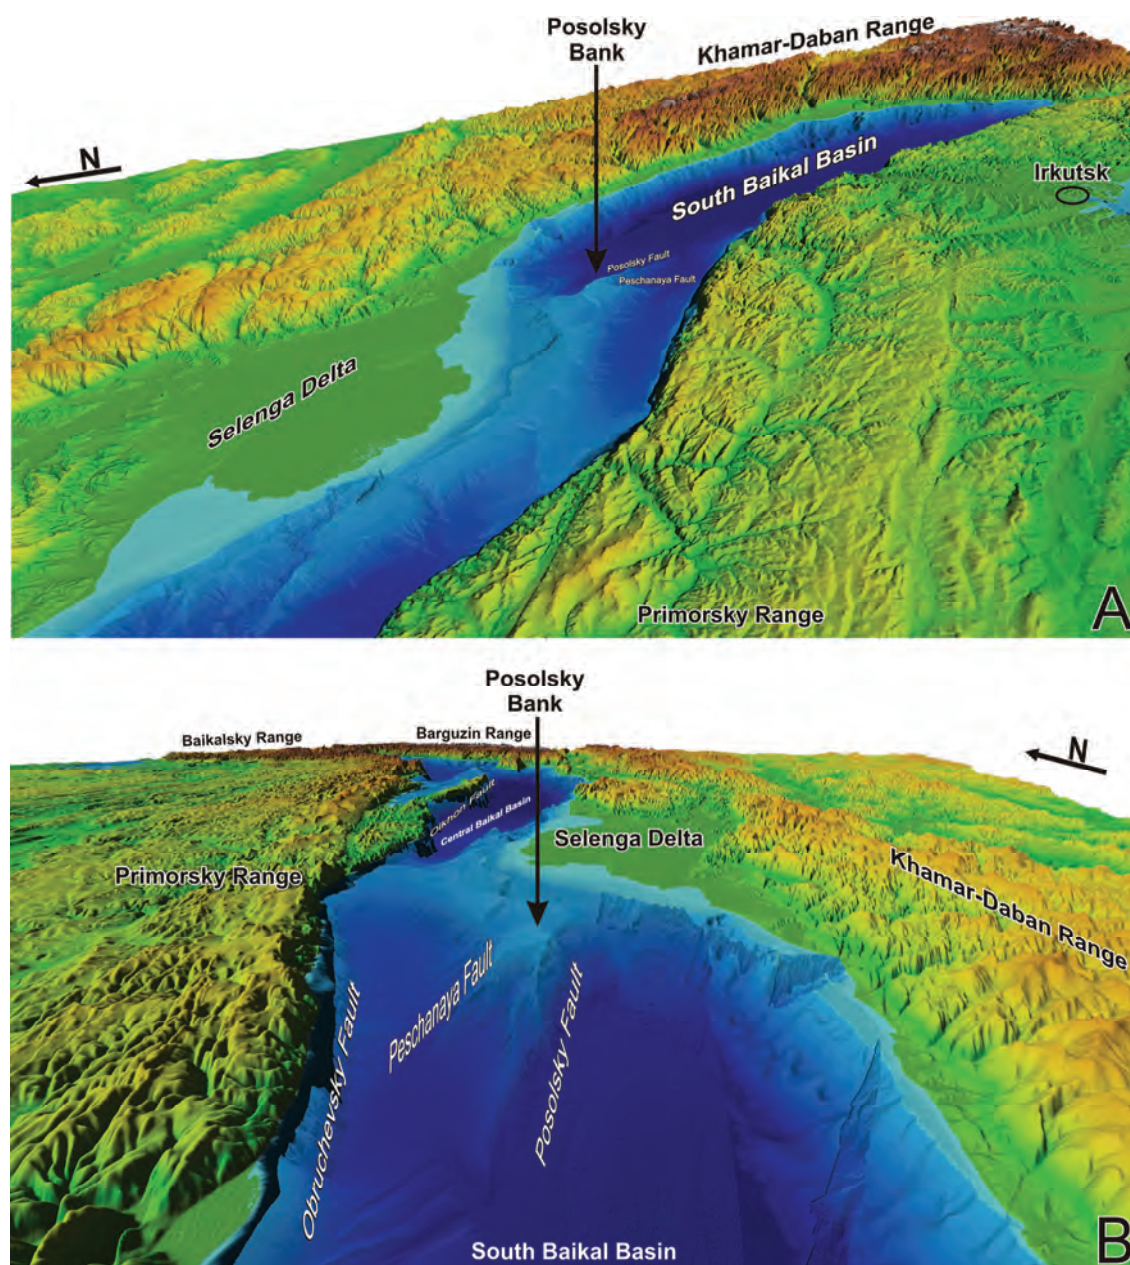 Posolsky
Bank
Khamar-Daban Range
N
South Baikal Basin
Irkutsk
Posolsky Fault
Peschanaya Fault
Selenga Delta
Primorsky Range
A
Posolsky
Bank
Baikalsky Range
Barguzin Range
N
Olkhon Fault
Central Baikal Basin
Selenga Delta
Primorsky Range
Khamar-Daban Range
Peschanaya Fault
Posolsky Fault
Obruchevsky Fault
South Baikal Basin
B